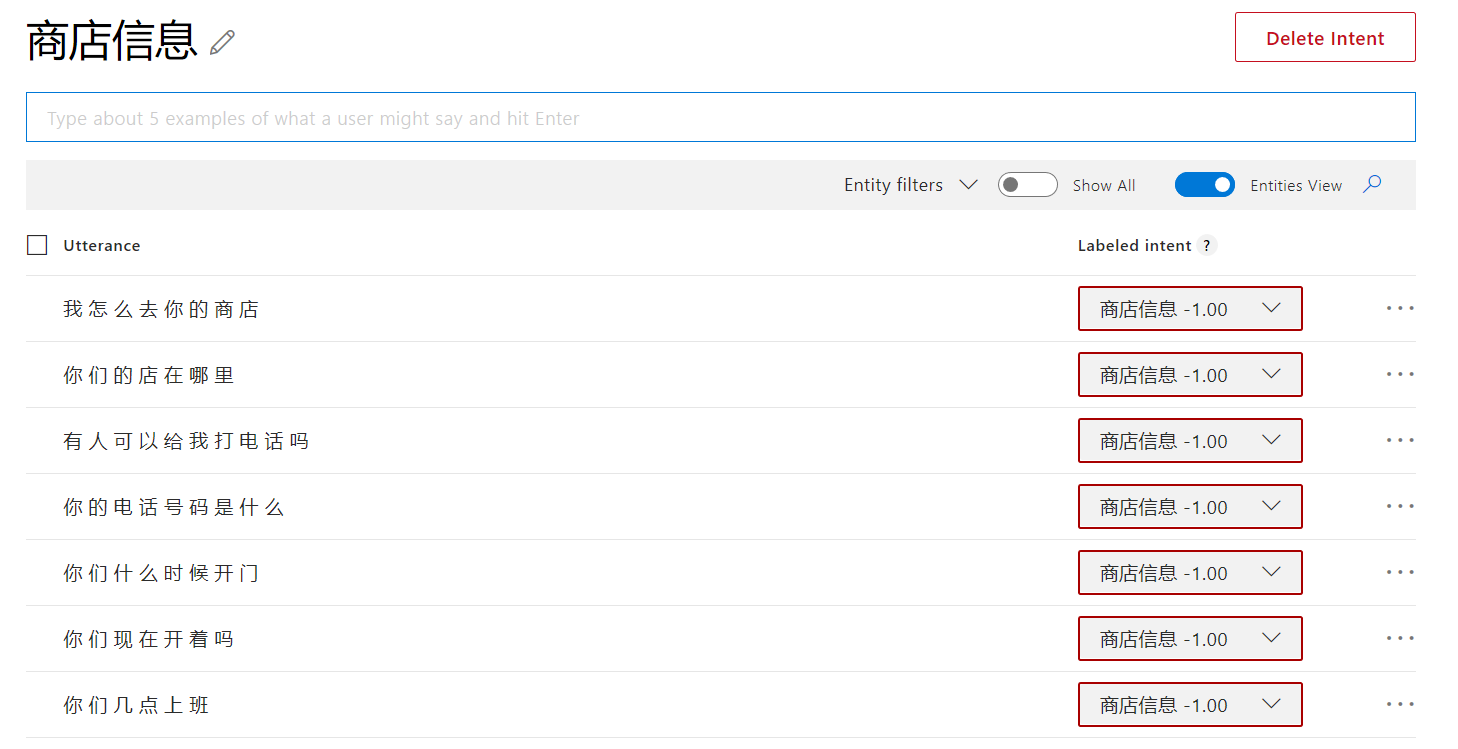 商店信息
Delete Intent
Type about 5 examples of what a user might say and hit Enter
Entity filters Show All Entities View
Utterance Labeled intent ?
我怎么去你的商店 商店信息 -1.00
你们的店在哪里 商店信息 -1.00
有人可以给我打电话吗 商店信息 -1.00
你的电话号码是什么 商店信息 -1.00
你们什么时候开门 商店信息 -1.00
你们现在开着吗 商店信息 -1.00
你们几点上班 商店信息 -1.00